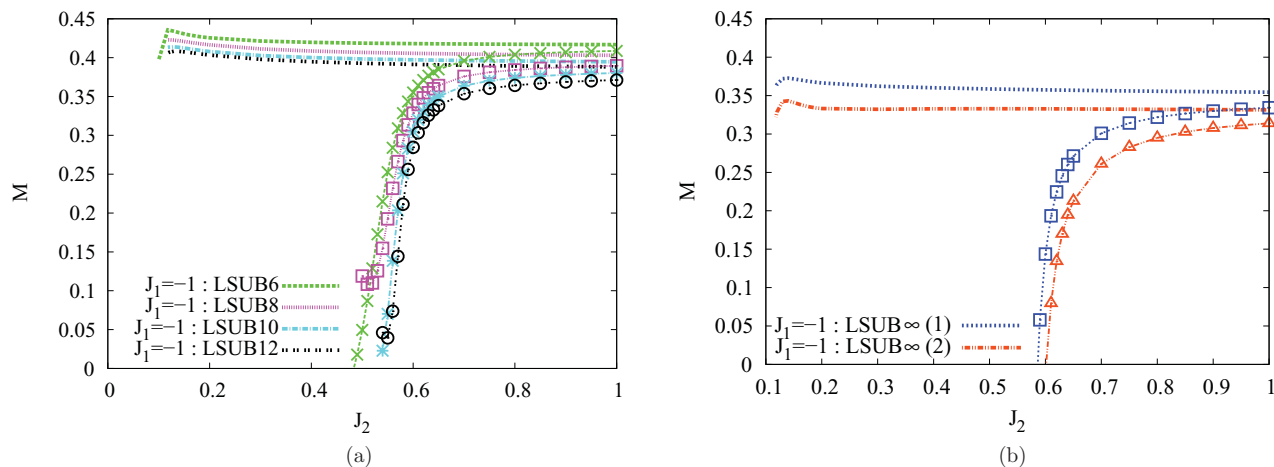 0.45
0.4
0.35
0.3
0.25
0.2
0.15
0.1
0.05
0
M
J₁=−1 : LSUB6
J₁=−1 : LSUB8
J₁=−1 : LSUB10
J₁=−1 : LSUB12
0 0.2 0.4 0.6 0.8 1
J₂
(a)
0.45
0.4
0.35
0.3
0.25
0.2
0.15
0.1
0.05
0
M
J₁=−1 : LSUB∞ (1)
J₁=−1 : LSUB∞ (2)
0.1 0.2 0.3 0.4 0.5 0.6 0.7 0.8 0.9 1
J₂
(b)